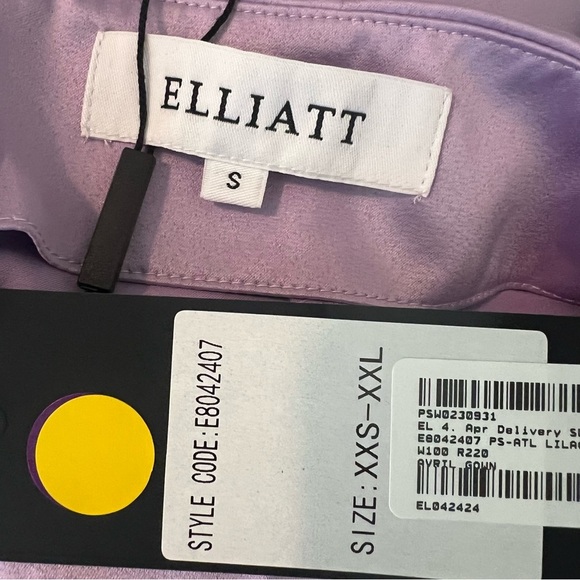 ELLIATT
S
STYLE CODE:E8042407
SIZE: XXS-XXL
PSW0230931
EL 4. Apr Delivery
E8042407 PS-ATL LILA
W100 R220
AVRIL GOWN
EL042424